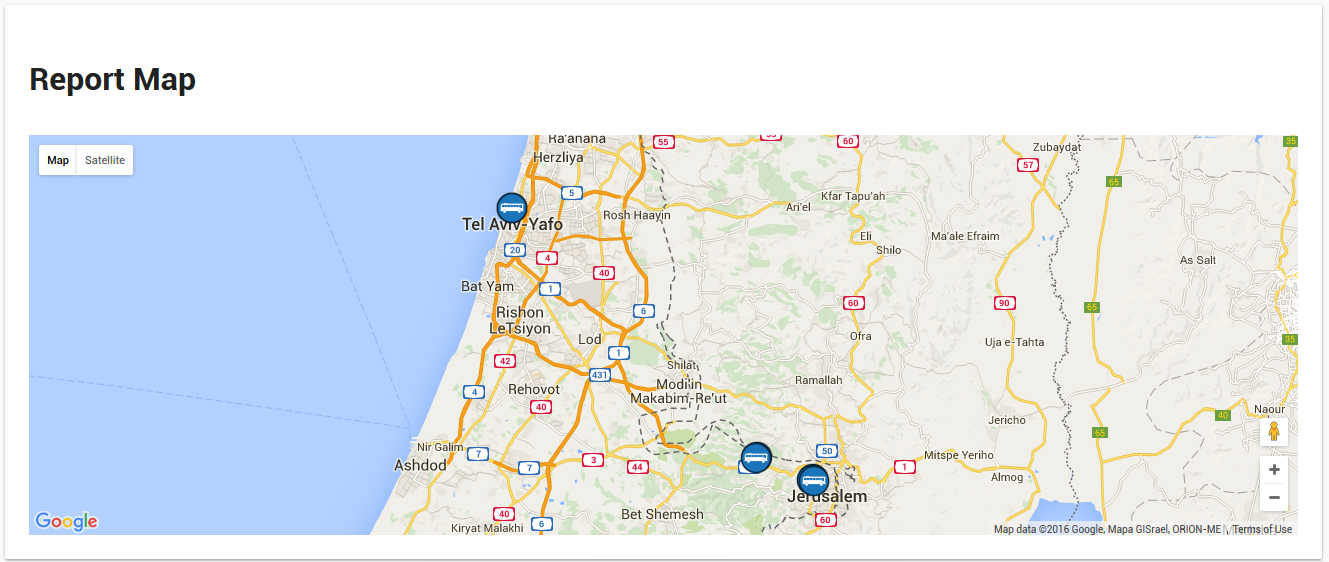 Report Map
Map Satellite
Ra'anana
55
60
35
Zubaydat
Herzliya
57
65
5
Kfar Tapu'ah
Ari'el
Rosh Haayin
Tel Aviv-Yafo
Eli
Ma'ale Efraim
20
Shilo
4
As Salt
40
Bat Yam
1
60
90
65
Rishon
LeTsiyon
6
Ofra
Lod
Uja e-Tahta
35
1
42
Shilat
431
Ramallah
Modi'in
Makabim-Re'ut
4
Rehovot
40
Naour
40
Jericho
65
Nir Galim
7
50
Mitspe Yeriho
Ashdod
7
3
44
1
Almog
Jerusalem
40
Bet Shemesh
60
Kiryat Malakhi
6
Google
Map data ©2016 Google, Mapa GISrael, ORION-ME Terms of Use